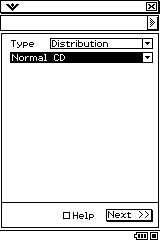 Type Distribution
Normal CD
Help Next >>